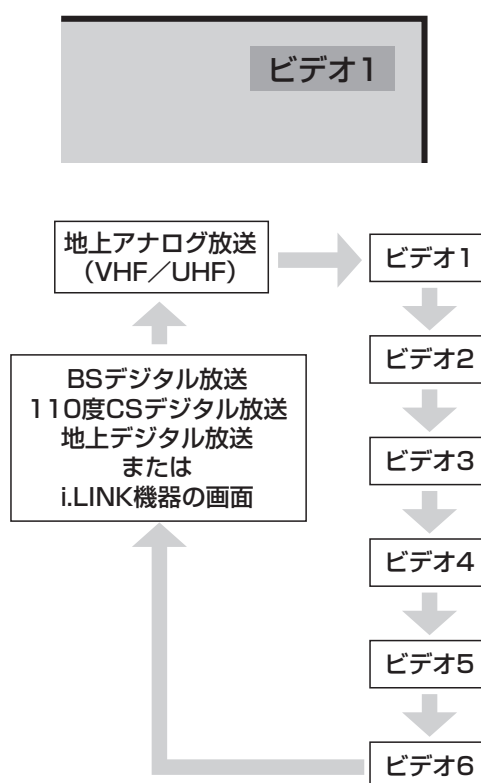 ビデオ1
地上アナログ放送
（VHF／UHF）
ビデオ1
ビデオ2
BSデジタル放送
110度CSデジタル放送
地上デジタル放送
または
i.LINK機器の画面
ビデオ3
ビデオ4
ビデオ5
ビデオ6